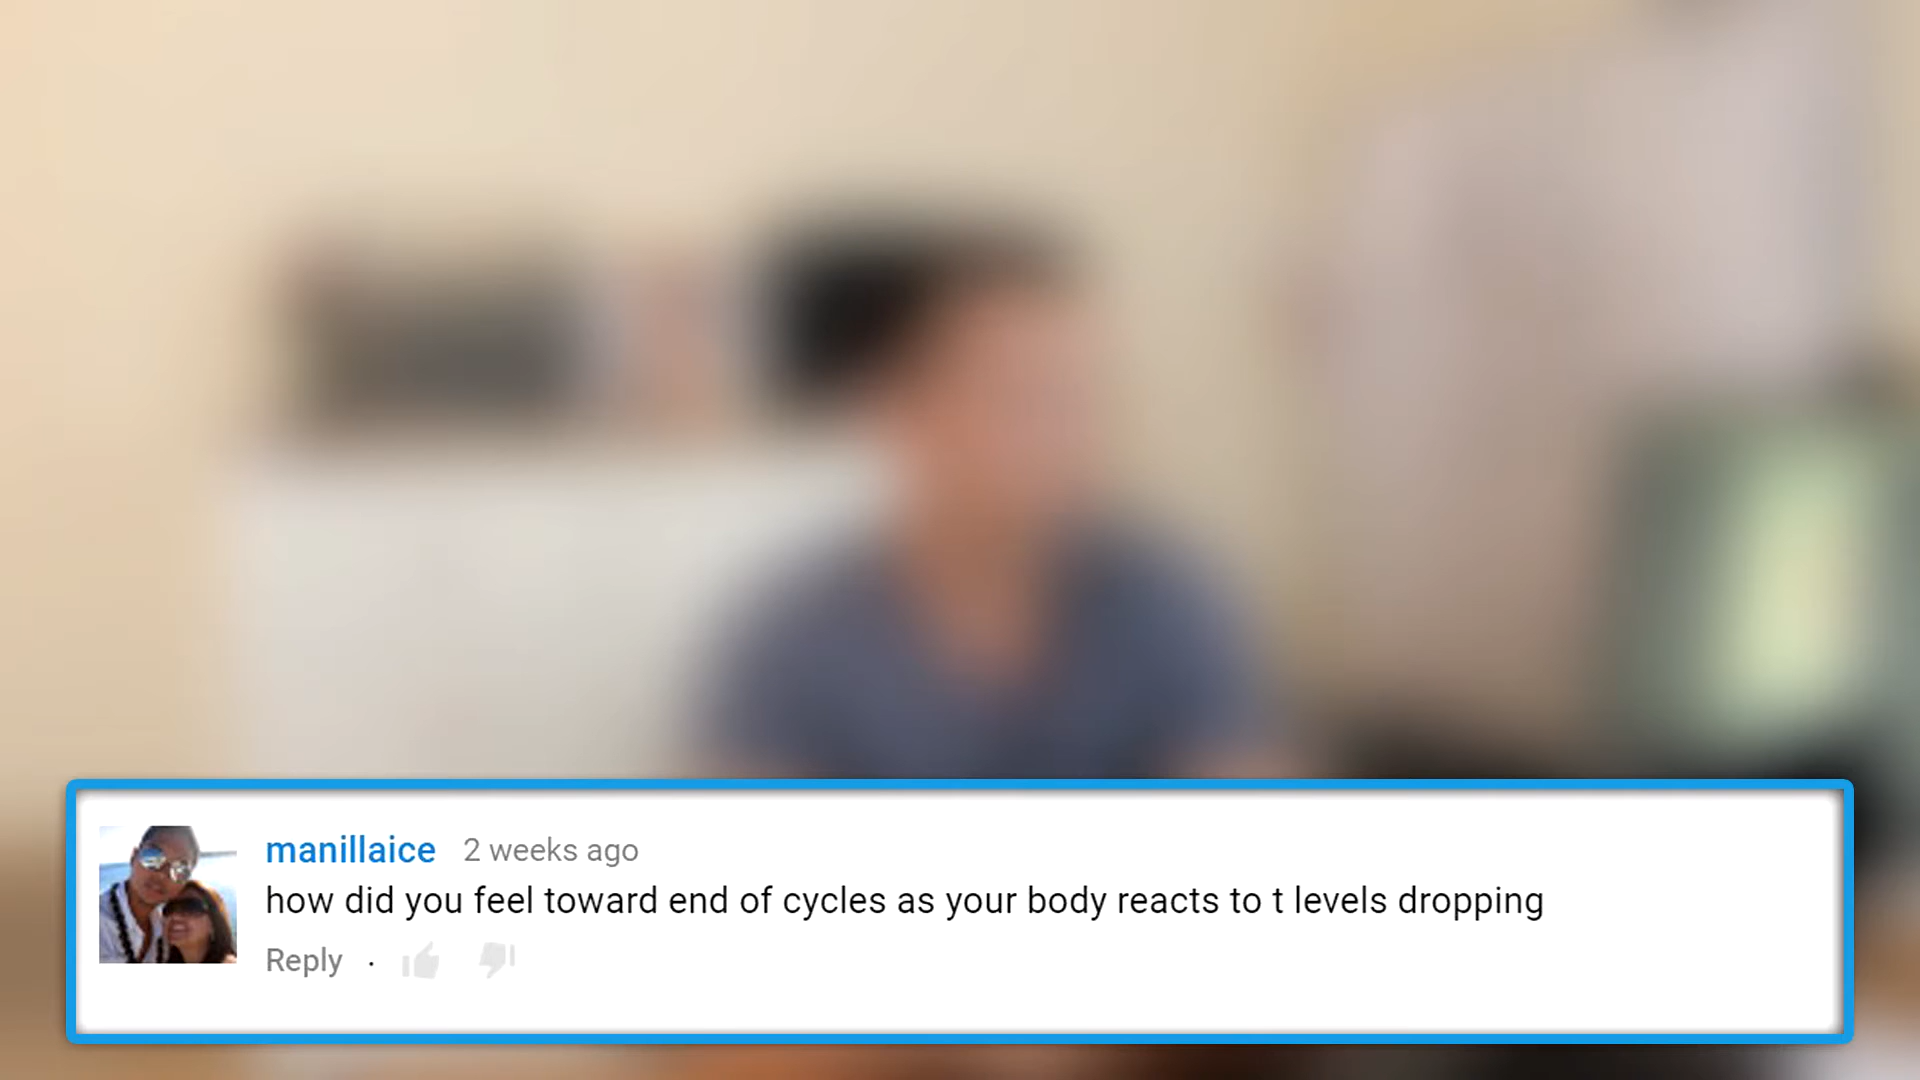 manillaice 2 weeks ago
how did you feel toward end of cycles as your body reacts to t levels dropping
Reply ·